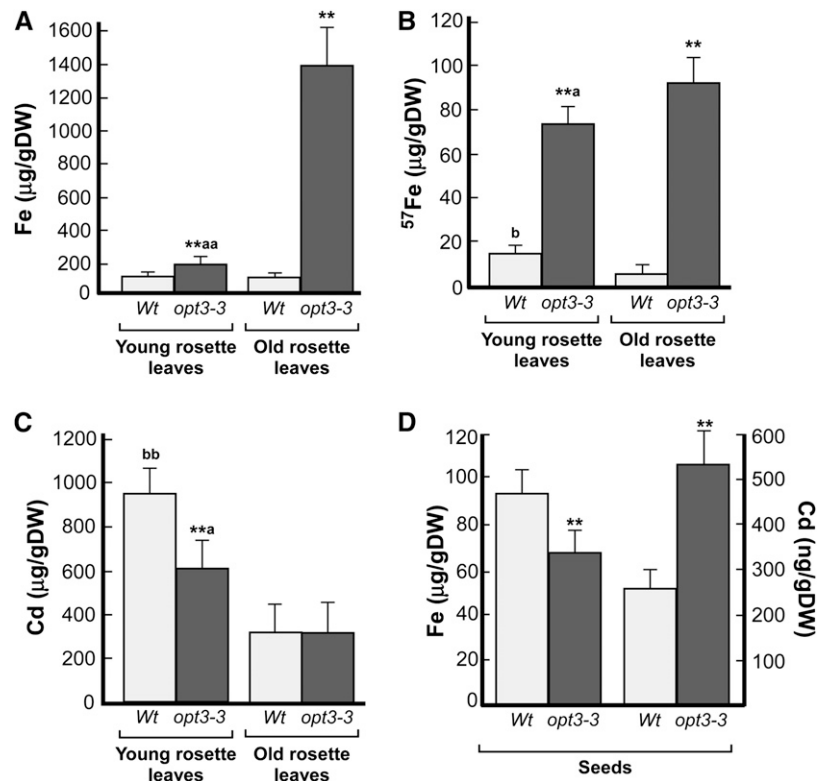 A
Fe (µg/gDW)
1600
1400
1200
1000
800
600
400
200
0
**aa
**
Wt opt3-3 Wt opt3-3
Young rosette leaves
Old rosette leaves
B
57Fe (µg/gDW)
120
100
80
60
40
20
0
b
**a
**
Wt opt3-3 Wt opt3-3
Young rosette leaves
Old rosette leaves
C
Cd (µg/gDW)
1200
1000
800
600
400
200
0
bb
**a
Wt opt3-3 Wt opt3-3
Young rosette leaves
Old rosette leaves
D
Fe (µg/gDW)
120
100
80
60
40
20
0
**
**
600
500
400
300
200
100
Cd (ng/gDW)
Wt opt3-3 Wt opt3-3
Seeds